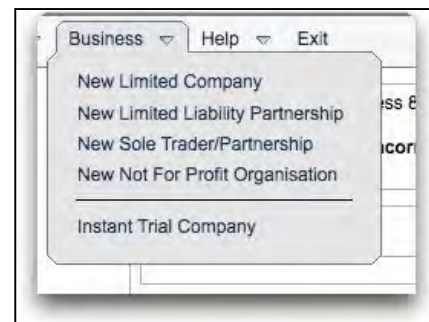 Business Help Exit
New Limited Company
New Limited Liability Partnership
New Sole Trader/Partnership
New Not For Profit Organisation
Instant Trial Company